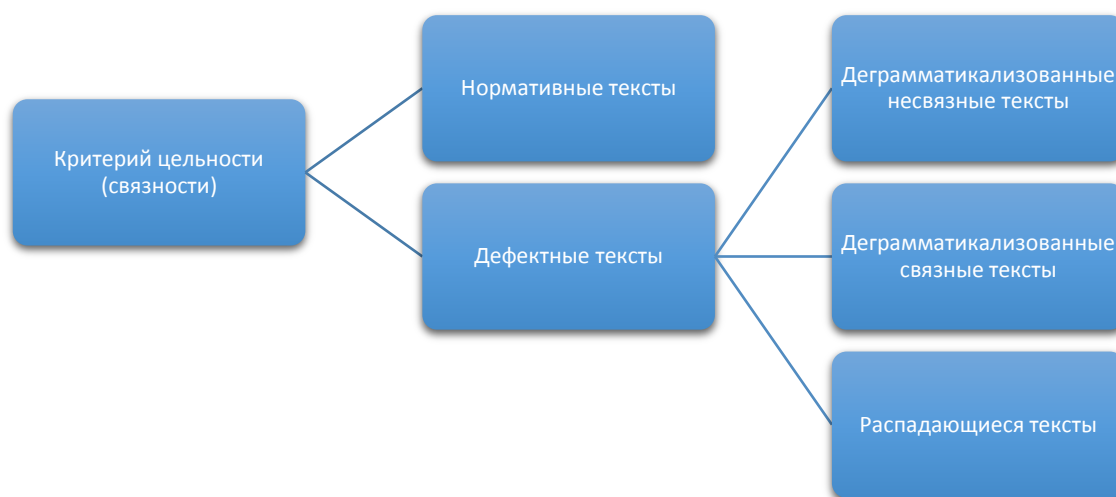 Критерий цельности
(связности)
Нормативные тексты
Дефектные тексты
Деграмматикализованные
несвязные тексты
Деграмматикализованные
связные тексты
Распадающиеся тексты